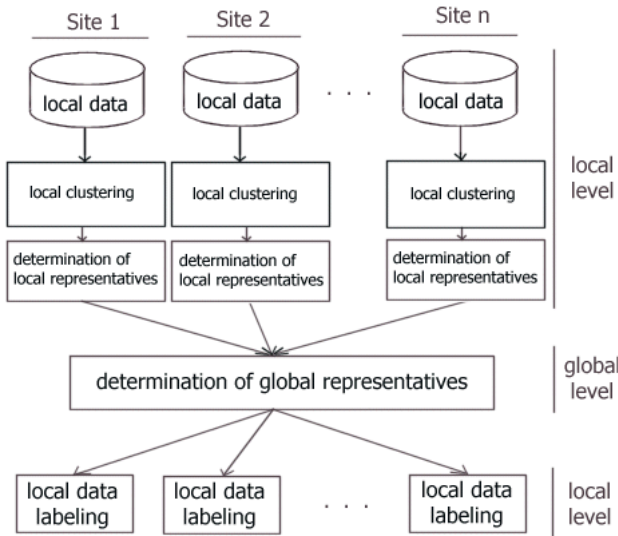 Site 1
Site 2
Site n
local data
local data
. . .
local data
local clustering
local clustering
local clustering
local
level
determination of
local representatives
determination of
local representatives
determination of
local representatives
determination of global representatives
global
level
local data
labeling
local data
labeling
. . .
local data
labeling
local
level